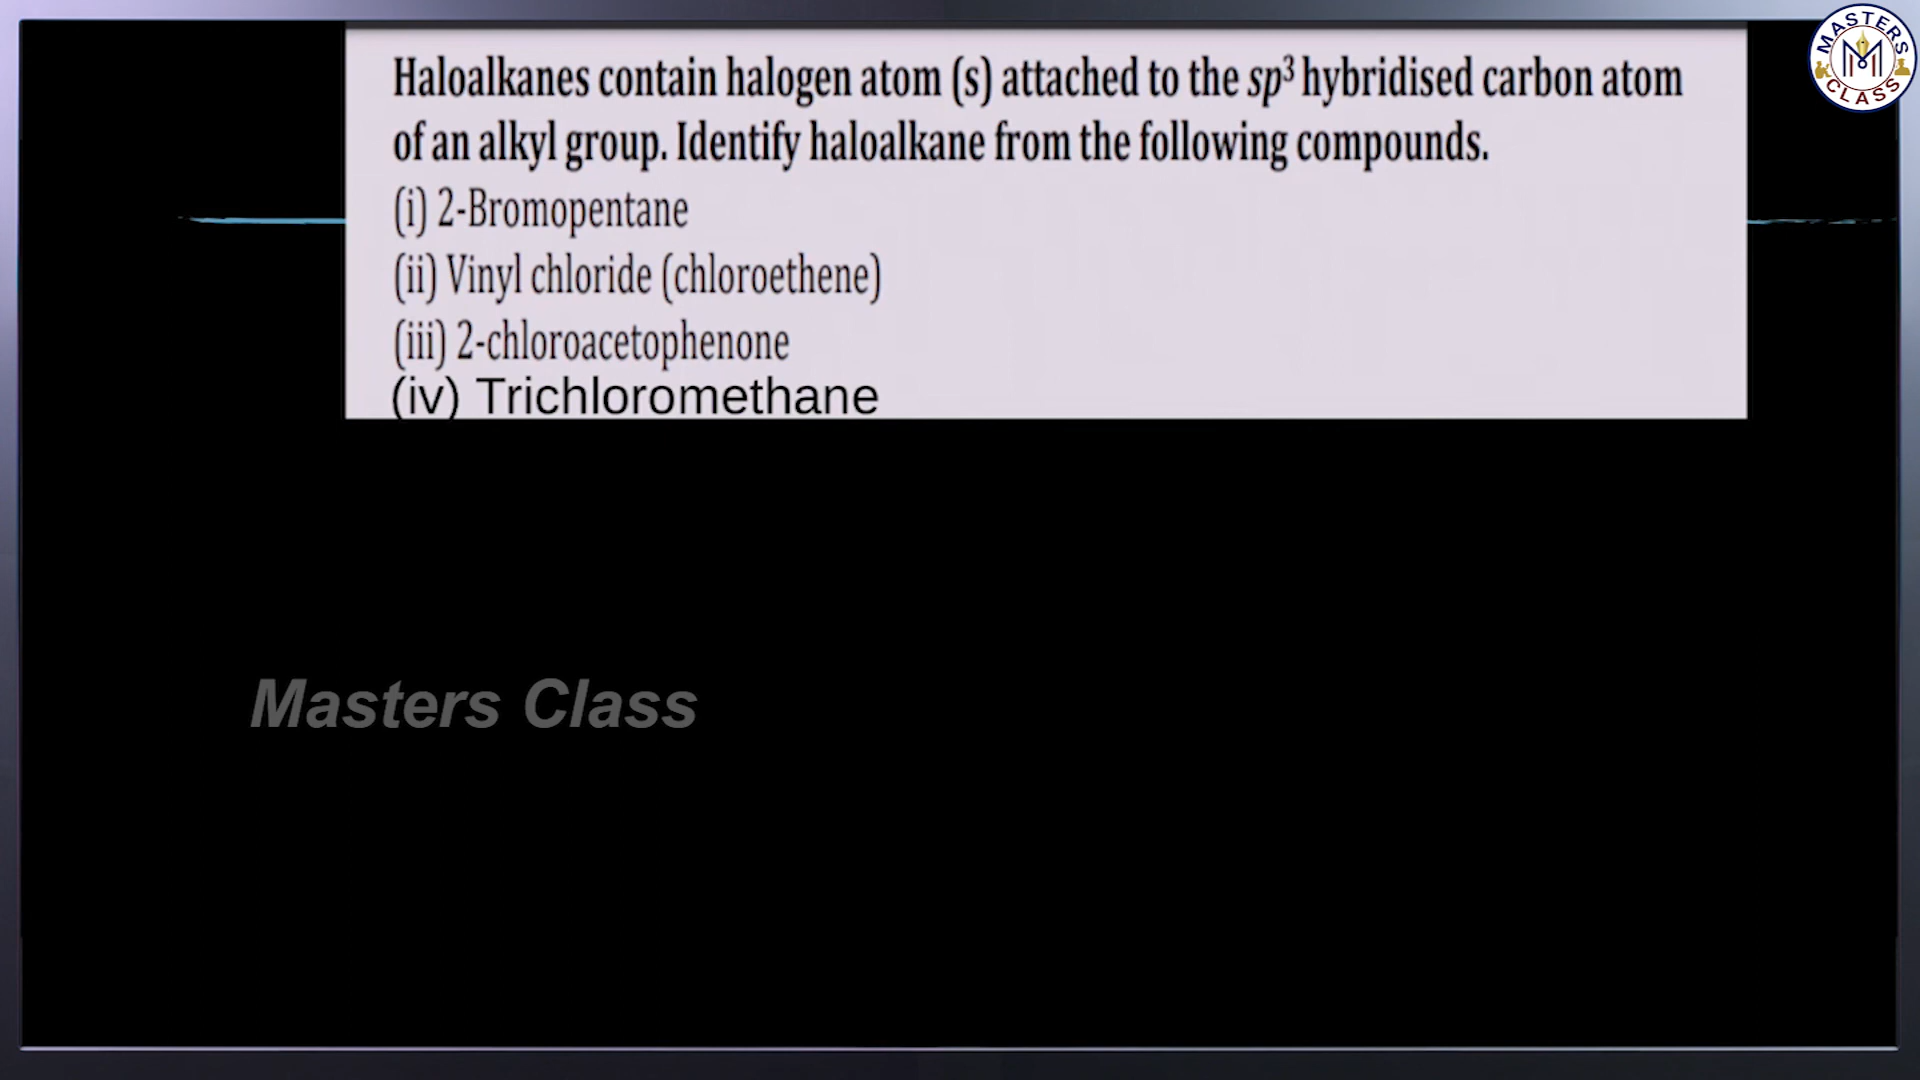 Haloalkanes contain halogen atom (s) attached to the sp³ hybridised carbon atom
of an alkyl group. Identify haloalkane from the following compounds.
(i) 2-Bromopentane
(ii) Vinyl chloride (chloroethene)
(iii) 2-chloroacetophenone
(iv) Trichloromethane
MASTERS
CLASS
Masters Class